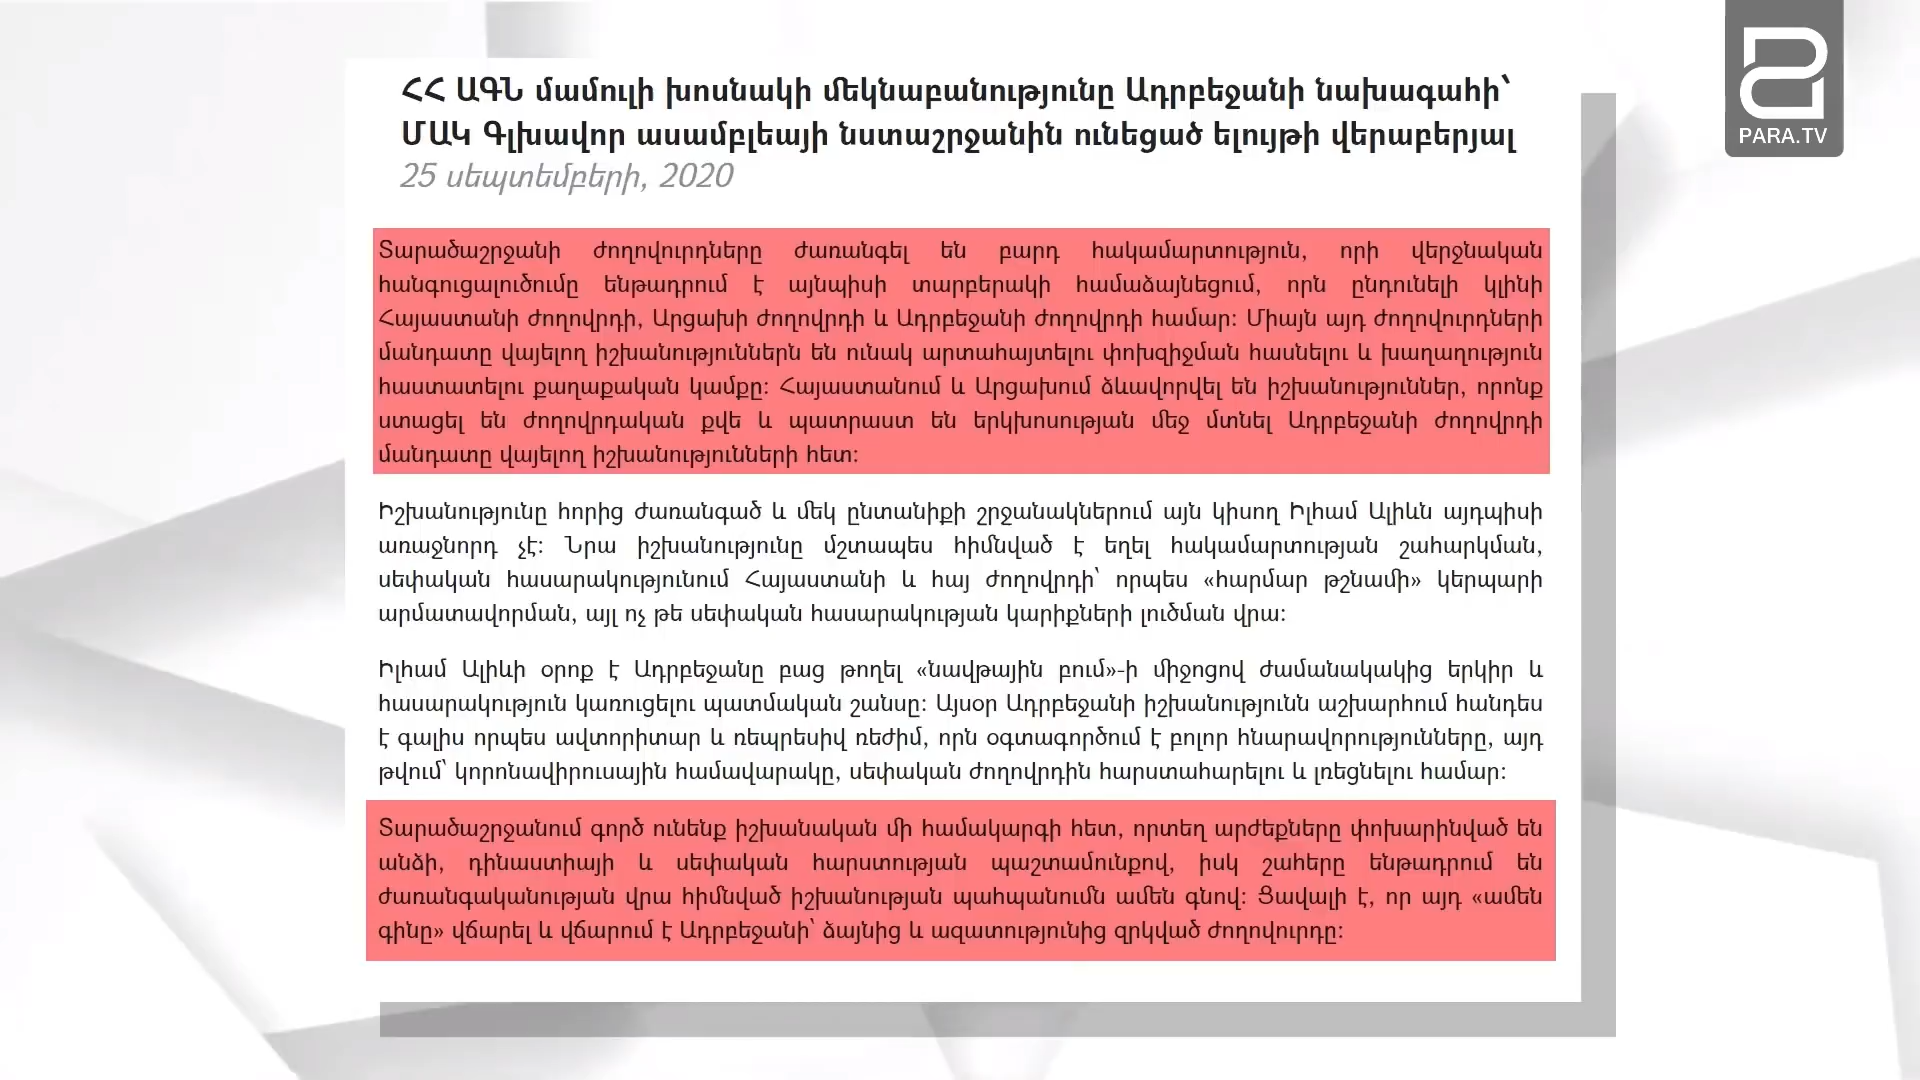 PARA.TV
ՀՀ ԱԳՆ մամուլի խոսնակի մեկնաբանությունը Ադրբեջանի նախագահի՝
ՄԱԿ Գլխավոր ասամբլեայի նստաշրջանին ունեցած ելույթի վերաբերյալ
25 սեպտեմբերի, 2020
Տարածաշրջանի ժողովուրդները ժառանգել են բարդ հակամարտություն, որի վերջնական
հանգուցալուծումը ենթադրում է այնպիսի տարբերակի համաձայնեցում, որն ընդունելի կլինի
Հայաստանի ժողովրդի, Արցախի ժողովրդի և Ադրբեջանի ժողովրդի համար։ Միայն այդ ժողովուրդների
մանդատը վայելող իշխանություններն են ունակ արտահայտելու փոխզիջման հասնելու և խաղաղություն
հաստատելու քաղաքական կամքը։ Հայաստանում և Արցախում ձևավորվել են իշխանություններ, որոնք
ստացել են ժողովրդական քվե և պատրաստ են երկխոսության մեջ մտնել Ադրբեջանի ժողովրդի
մանդատը վայելող իշխանությունների հետ։
Իշխանությունը հորից ժառանգած և մեկ ընտանիքի շրջանակներում այն կիսող Իլհամ Ալիևն այդպիսի
առաջնորդ չէ։ Նրա իշխանությունը մշտապես հիմնված է եղել հակամարտության շահարկման,
սեփական հասարակությունում Հայաստանի և հայ ժողովրդի՝ որպես «հարմար թշնամի» կերպարի
արմատավորման, այլ ոչ թե սեփական հասարակության կարիքների լուծման վրա։
Իլհամ Ալիևի օրոք է Ադրբեջանը բաց թողել «նավթային բում»-ի միջոցով ժամանակակից երկիր և
հասարակություն կառուցելու պատմական շանսը։ Այսօր Ադրբեջանի իշխանությունն աշխարհում հանդես
է գալիս որպես ավտորիտար և ռեպրեսիվ ռեժիմ, որն օգտագործում է բոլոր հնարավորությունները, այդ
թվում՝ կորոնավիրուսային համավարակը, սեփական ժողովրդին հարստահարելու և լռեցնելու համար։
Տարածաշրջանում գործ ունենք իշխանական մի համակարգի հետ, որտեղ արժեքները փոխարինված են
անձի, դինաստիայի և սեփական հարստության պաշտամունքով, իսկ շահերը ենթադրում են
ժառանգականության վրա հիմնված իշխանության պահպանումն ամեն գնով։ Ցավալի է, որ այդ «ամեն
գինը» վճարել և վճարում է Ադրբեջանի՝ ձայնից և ազատությունից զրկված ժողովուրդը։